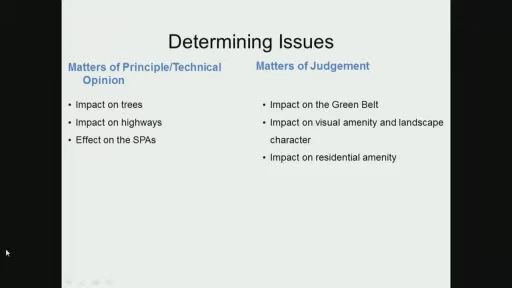 Determining Issues
Matters of Principle/Technical
Opinion
• Impact on trees
• Impact on highways
• Effect on the SPAs
Matters of Judgement
• Impact on the Green Belt
• Impact on visual amenity and landscape
character
• Impact on residential amenity